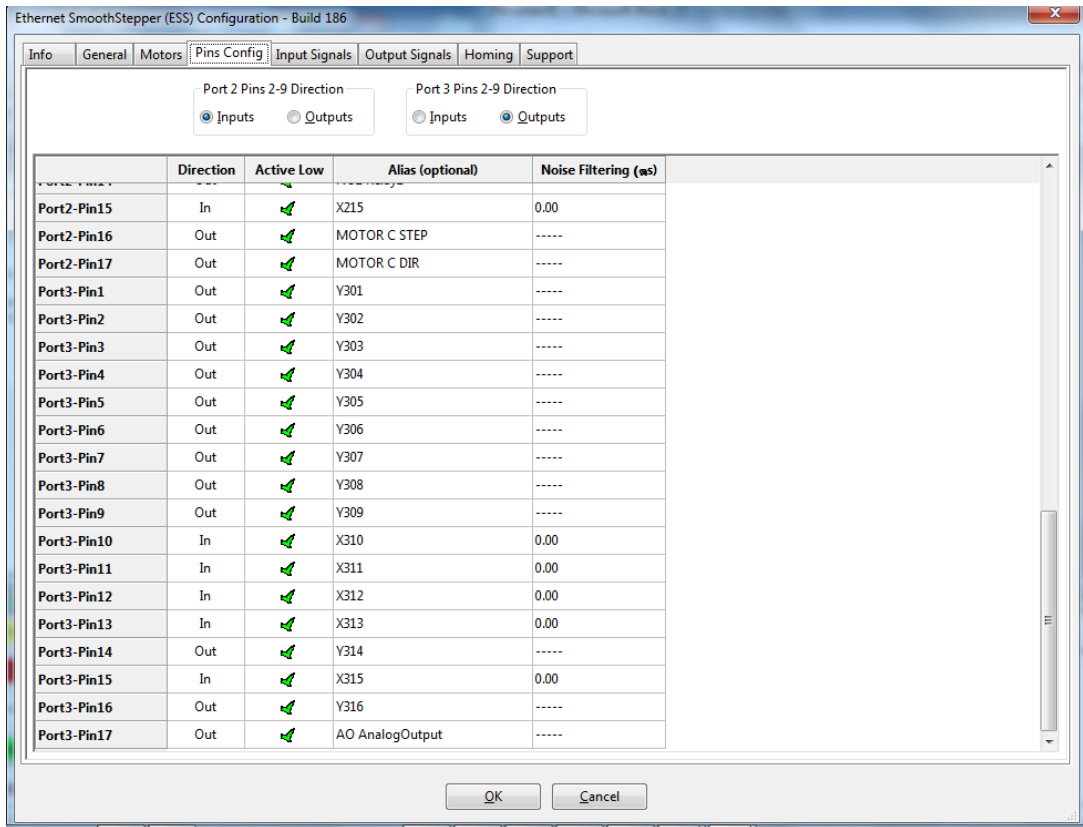 Ethernet SmoothStepper (ESS) Configuration - Build 186
Info General Motors Pins Config Input Signals Output Signals Homing Support
Port 2 Pins 2-9 Direction Port 3 Pins 2-9 Direction
Inputs Outputs Inputs Outputs
Direction Active Low Alias (optional) Noise Filtering (µs)
Port2-Pin15 In X215 0.00
Port2-Pin16 Out MOTOR C STEP -----
Port2-Pin17 Out MOTOR C DIR -----
Port3-Pin1 Out Y301 -----
Port3-Pin2 Out Y302 -----
Port3-Pin3 Out Y303 -----
Port3-Pin4 Out Y304 -----
Port3-Pin5 Out Y305 -----
Port3-Pin6 Out Y306 -----
Port3-Pin7 Out Y307 -----
Port3-Pin8 Out Y308 -----
Port3-Pin9 Out Y309 -----
Port3-Pin10 In X310 0.00
Port3-Pin11 In X311 0.00
Port3-Pin12 In X312 0.00
Port3-Pin13 In X313 0.00
Port3-Pin14 Out Y314 -----
Port3-Pin15 In X315 0.00
Port3-Pin16 Out Y316 -----
Port3-Pin17 Out AO AnalogOutput -----
OK Cancel